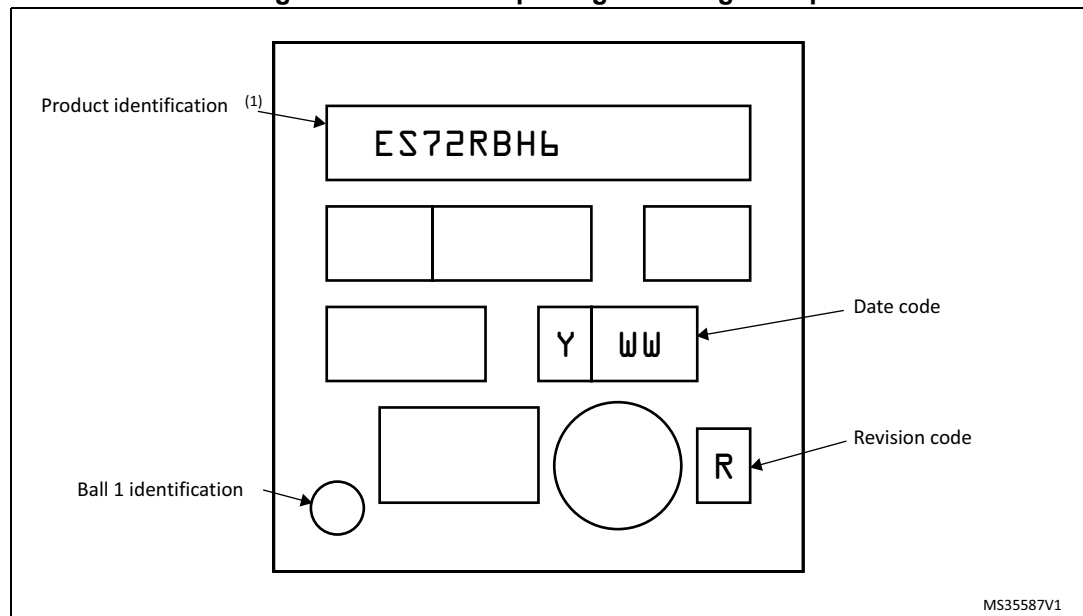 Product identification (1)
ES72RBH6
Date code
Y WW
Revision code
R
Ball 1 identification
MS35587V1